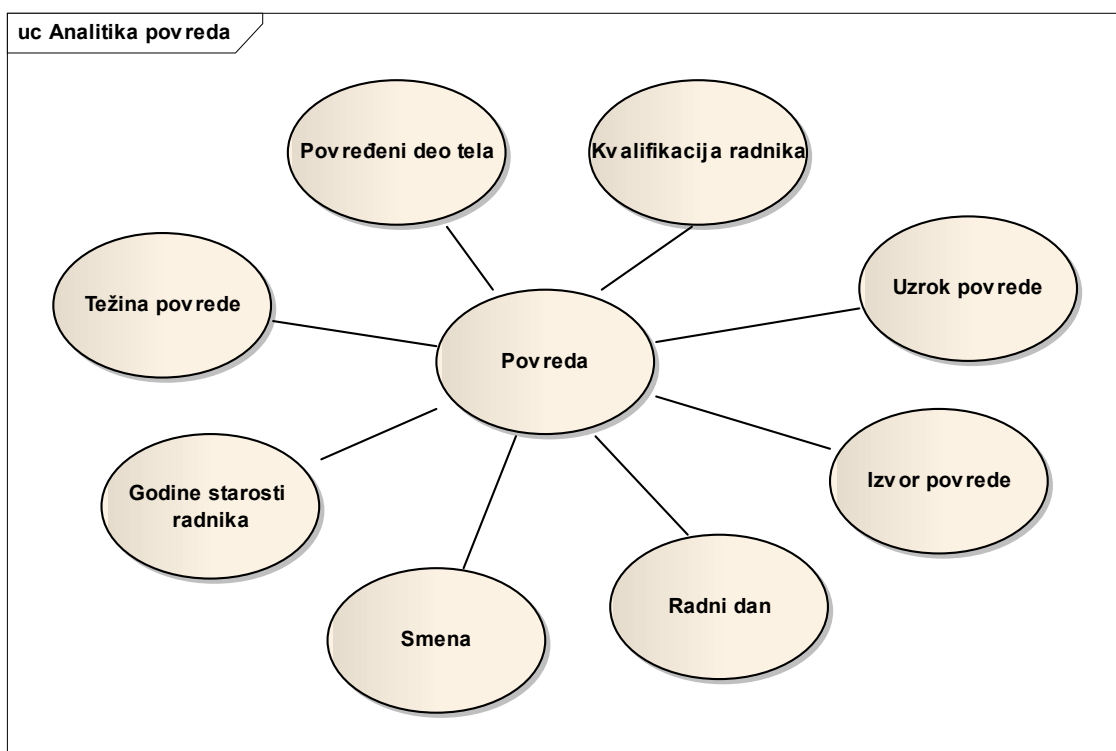 uc Analitika povreda
Povređeni deo tela
Kvalifikacija radnika
Težina povrede
Uzrok povrede
Povreda
Godine starosti
radnika
Izvor povrede
Smena
Radni dan